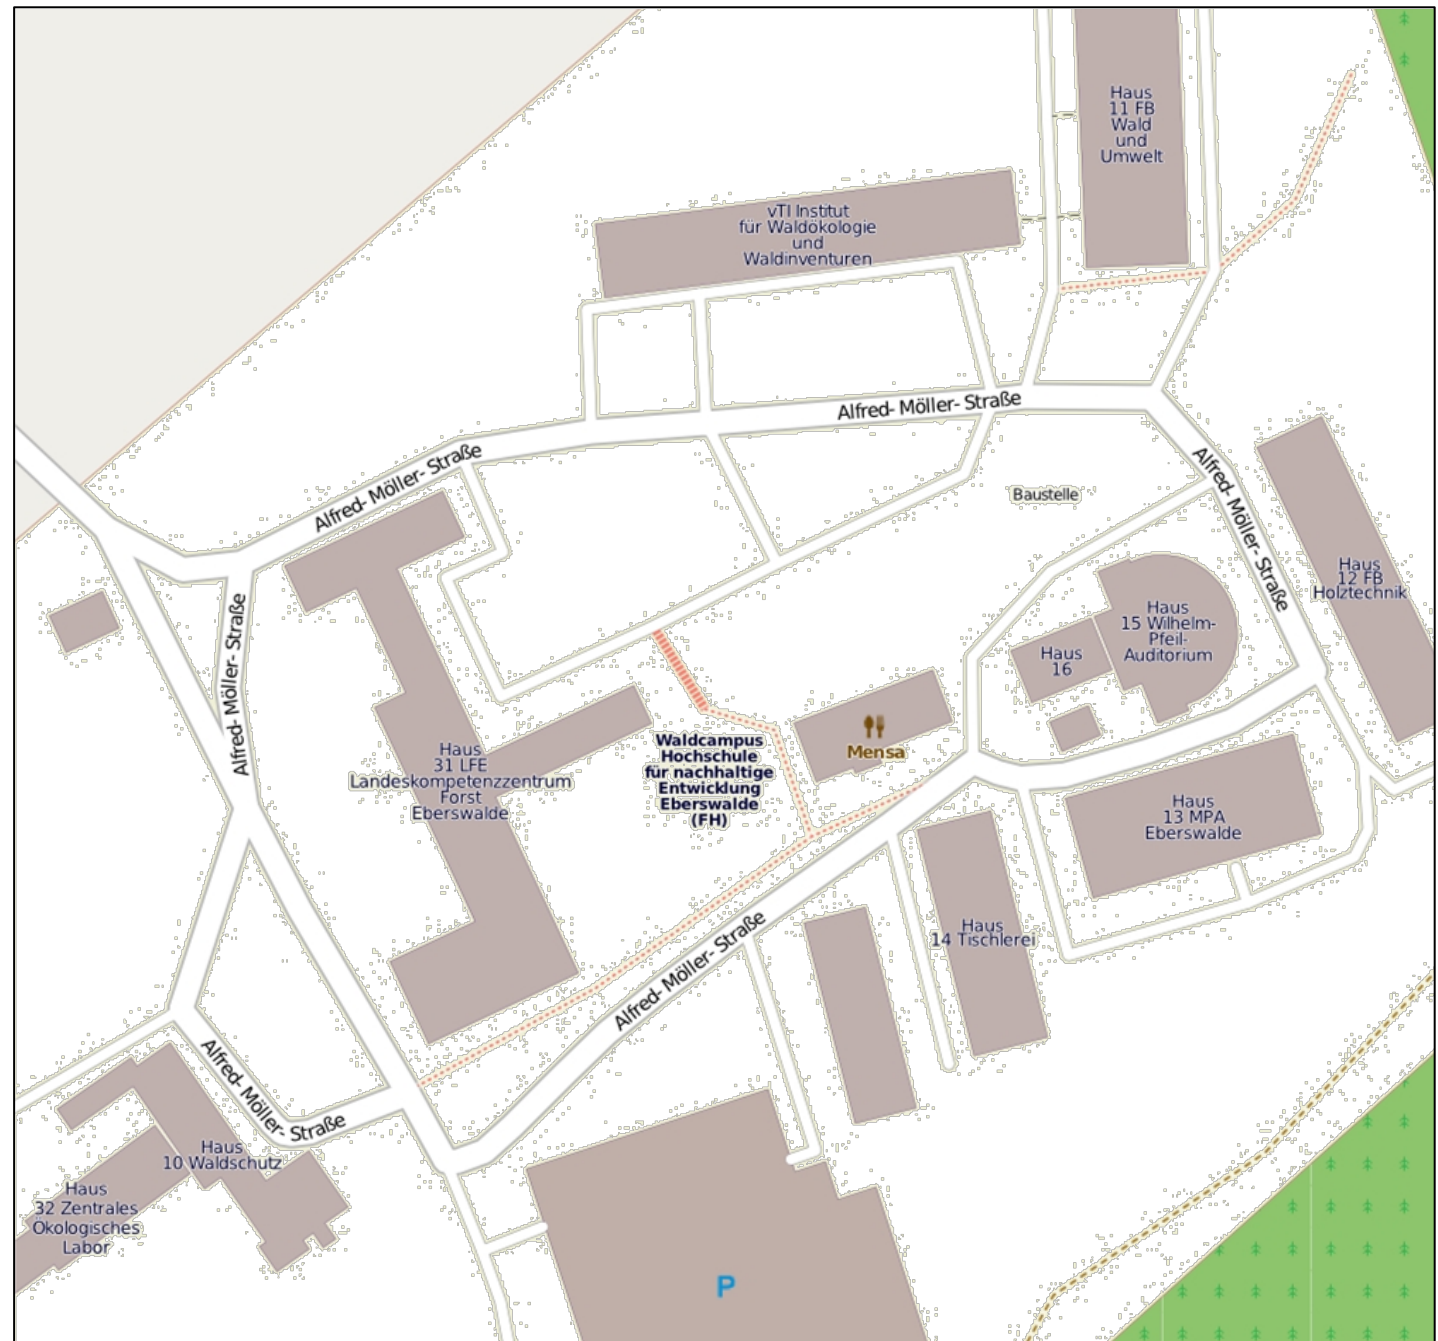 Haus
11 FB
Wald
und
Umwelt
vTI Institut
für Waldökologie
und
Waldinventuren
Alfred- Möller- Straße
Alfred- Möller- Straße
Alfred- Möller- Straße
Baustelle
Haus
12 FB
Holztechnik
Haus
15 Wilhelm-
Pfeil-
Auditorium
Haus
16
Alfred- Möller- Straße
Mensa
Waldcampus
Hochschule
für nachhaltige
Entwicklung
Eberswalde
(FH)
Haus
31 LFE
Landeskompetenzzentrum
Forst
Eberswalde
Haus
13 MPA
Eberswalde
Haus
14 Tischlerei
Alfred- Möller- Straße
Alfred- Möller- Straße
Haus
10 Waldschutz
Haus
32 Zentrales
Ökologisches
Labor
P